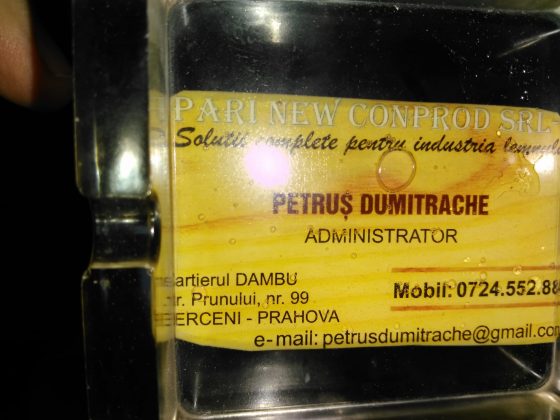 PARI NEW CONPROD SRL
Solutii complete pentru industria lemnului
PETRUȘ DUMITRACHE
ADMINISTRATOR
cartierul DAMBU
Mobil: 0724.552.88
str. Prunului, nr. 99
BERCENI - PRAHOVA
e-mail: petrusdumitrache@gmail.com